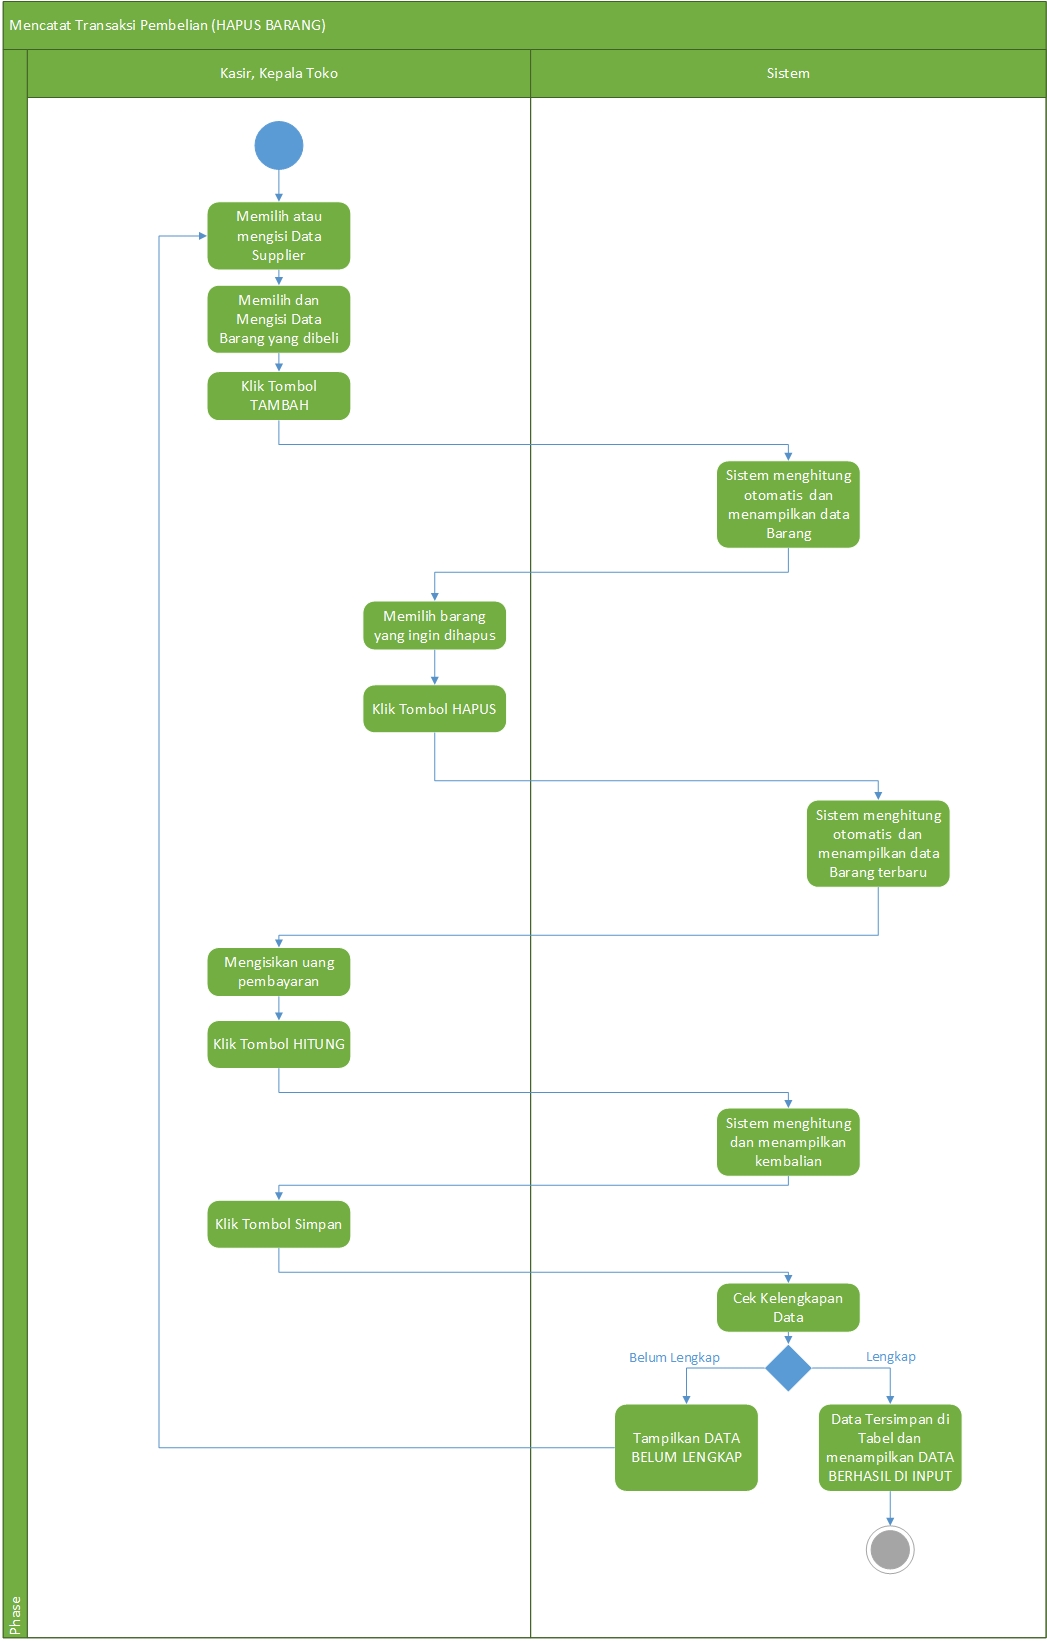 Mencatat Transaksi Pembelian (HAPUS BARANG)
Kasir, Kepala Toko
Sistem
Memilih atau
mengisi Data
Supplier
Memilih dan
Mengisi Data
Barang yang dibeli
Klik Tombol
TAMBAH
Sistem menghitung
otomatis dan
menampilkan data
Barang
Memilih barang
yang ingin dihapus
Klik Tombol HAPUS
Sistem menghitung
otomatis dan
menampilkan data
Barang terbaru
Mengisikan uang
pembayaran
Klik Tombol HITUNG
Sistem menghitung
dan menampilkan
kembalian
Klik Tombol Simpan
Cek Kelengkapan
Data
Belum Lengkap
Lengkap
Tampilkan DATA
BELUM LENGKAP
Data Tersimpan di
Tabel dan
menampilkan DATA
BERHASIL DI INPUT
Phase